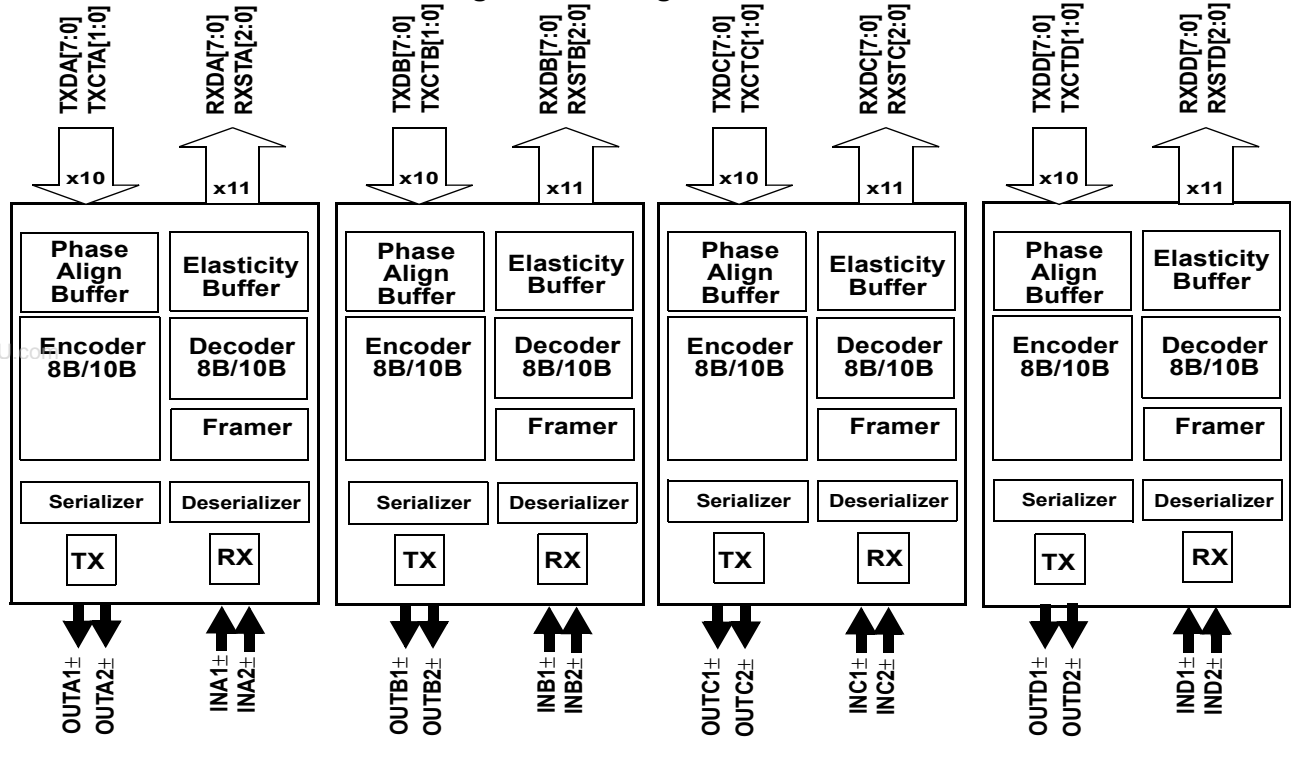 TXDA[7:0]
TXCTA[1:0]
RXDA[7:0]
RXSTA[2:0]
TXDB[7:0]
TXCTB[1:0]
RXDB[7:0]
RXSTB[2:0]
TXDC[7:0]
TXCTC[1:0]
RXDC[7:0]
RXSTC[2:0]
TXDD[7:0]
TXCTD[1:0]
RXDD[7:0]
RXSTD[2:0]
x10
x11
x10
x11
x10
x11
x10
x11
Phase
Align
Buffer
Elasticity
Buffer
Phase
Align
Buffer
Elasticity
Buffer
Phase
Align
Buffer
Elasticity
Buffer
Phase
Align
Buffer
Elasticity
Buffer
Encoder
8B/10B
Decoder
8B/10B
Encoder
8B/10B
Decoder
8B/10B
Encoder
8B/10B
Decoder
8B/10B
Encoder
8B/10B
Decoder
8B/10B
Framer
Framer
Framer
Framer
Serializer
Deserializer
Serializer
Deserializer
Serializer
Deserializer
Serializer
Deserializer
TX
RX
TX
RX
TX
RX
TX
RX
OUTA1±
OUTA2±
INA1±
INA2±
OUTB1±
OUTB2±
INB1±
INB2±
OUTC1±
OUTC2±
INC1±
INC2±
OUTD1±
OUTD2±
IND1±
IND2±